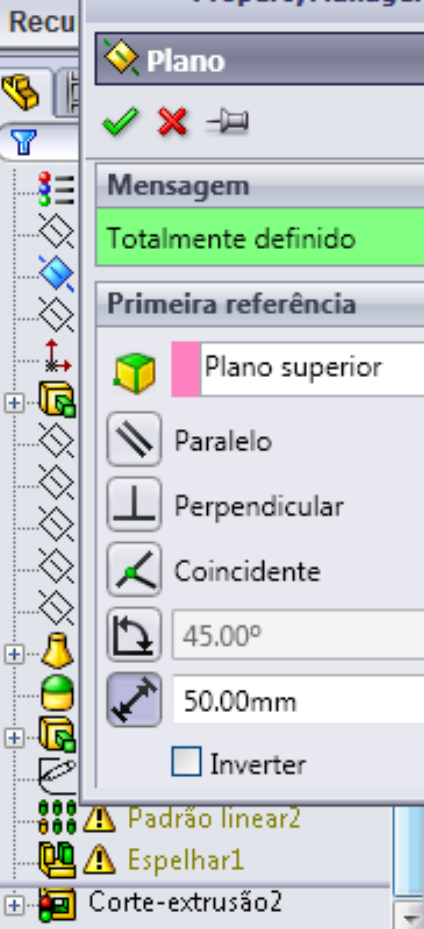 PropertyManager
Recu
Plano
Mensagem
Totalmente definido
Primeira referência
Plano superior
Paralelo
Perpendicular
Coincidente
45.00º
50.00mm
Inverter
Padrão linear2
Espelhar1
Corte-extrusão2